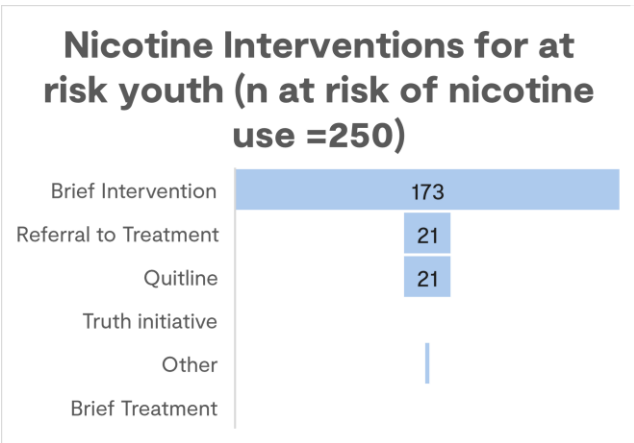 Nicotine Interventions for at
risk youth (n at risk of nicotine
use =250)
Brief Intervention 173
Referral to Treatment 21
Quitline 21
Truth initiative
Other
Brief Treatment